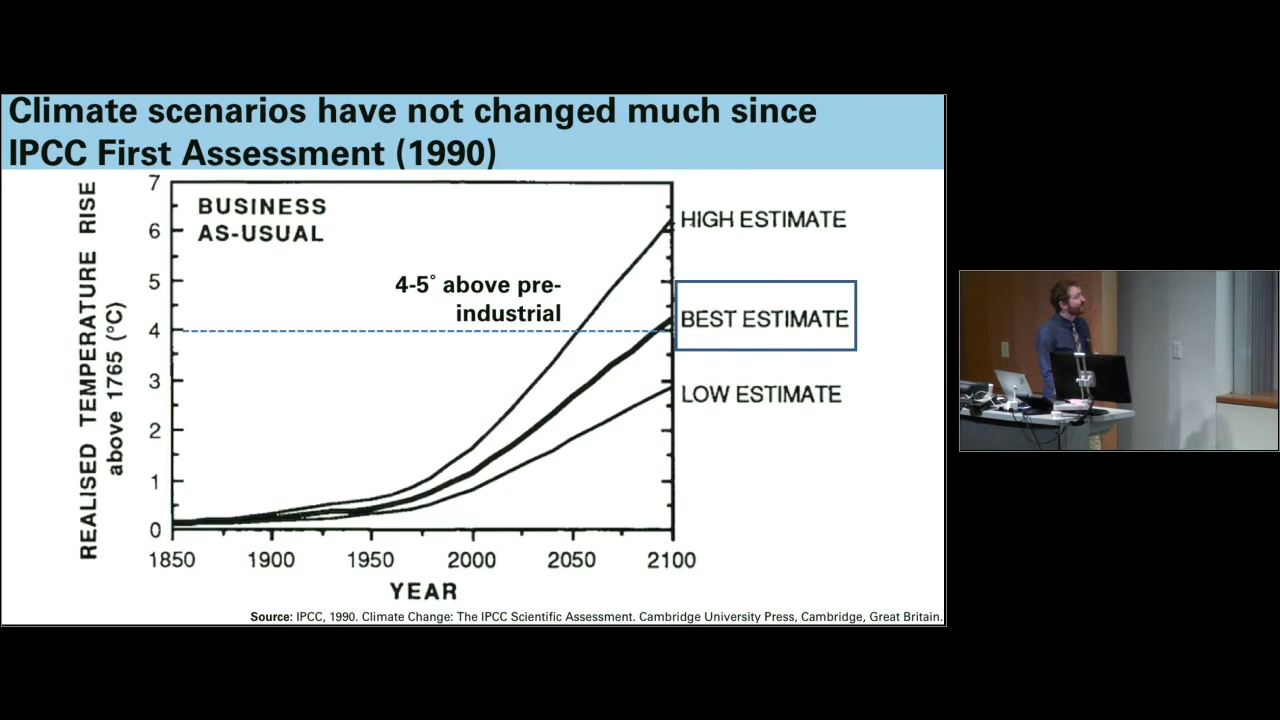 Climate scenarios have not changed much since
IPCC First Assessment (1990)
REALISED TEMPERATURE RISE
above 1765 (°C)
7
6
5
4
3
2
1
0
BUSINESS
AS-USUAL
4-5° above pre-
industrial
HIGH ESTIMATE
BEST ESTIMATE
LOW ESTIMATE
1850 1900 1950 2000 2050 2100
YEAR
Source: IPCC, 1990. Climate Change: The IPCC Scientific Assessment. Cambridge University Press, Cambridge, Great Britain.